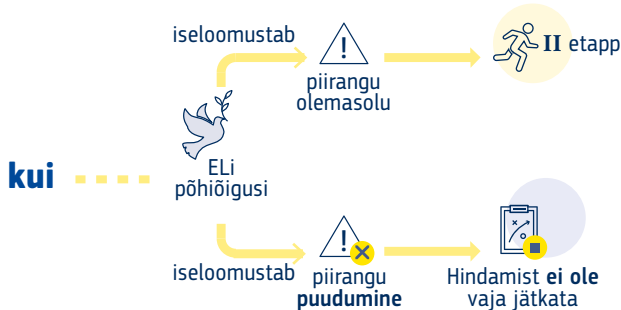 iseloomustab
piirangu
olemasolu
II etapp
kui
ELi
põhiõigusi
iseloomustab
piirangu
puudumine
Hindamist ei ole
vaja jätkata